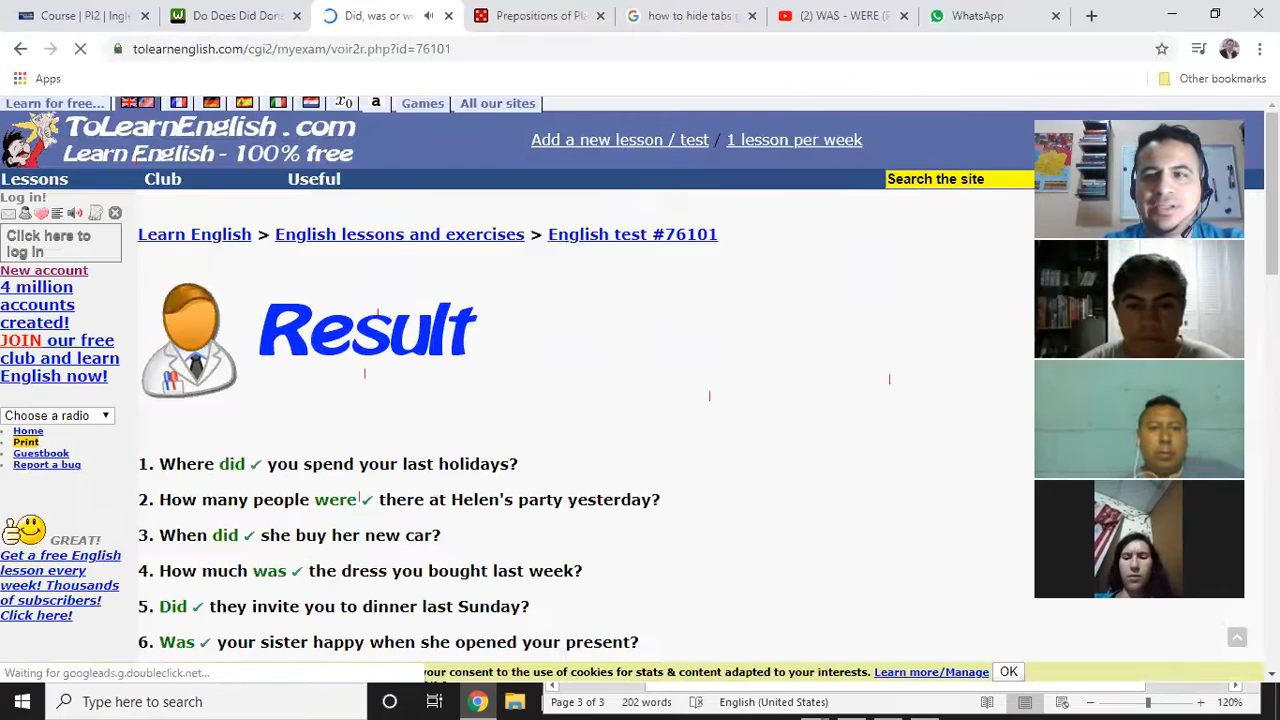 Course | Pi2 | Ingle
Do Does Did Done
Did, was or we
Prepositions of Pla
how to hide tabs g
(2) WAS - WERE (F
WhatsApp
tolearnenglish.com/cgi2/myexam/voir2r.php?id=76101
Apps
Other bookmarks
Learn for free...
x0
a
Games
All our sites
ToLearnEnglish.com
Learn English - 100% free
Add a new lesson / test / 1 lesson per week
Lessons
Club
Useful
Search the site
Log in!
Click here to
log in
New account
4 million
accounts
created!
JOIN our free
club and learn
English now!
Choose a radio
Home
Print
Guestbook
Report a bug
GREAT!
Get a free English
lesson every
week! Thousands
of subscribers!
Click here!
Learn English > English lessons and exercises > English test #76101
Result
1. Where did ✓ you spend your last holidays?
2. How many people were ✓ there at Helen's party yesterday?
3. When did ✓ she buy her new car?
4. How much was ✓ the dress you bought last week?
5. Did ✓ they invite you to dinner last Sunday?
6. Was ✓ your sister happy when she opened your present?
Waiting for googleads.g.doubleclick.net...
your consent to the use of cookies for stats & content adapted to your interests. Learn more/Manage
OK
Page 3 of 3
202 words
English (United States)
120%
Type here to search